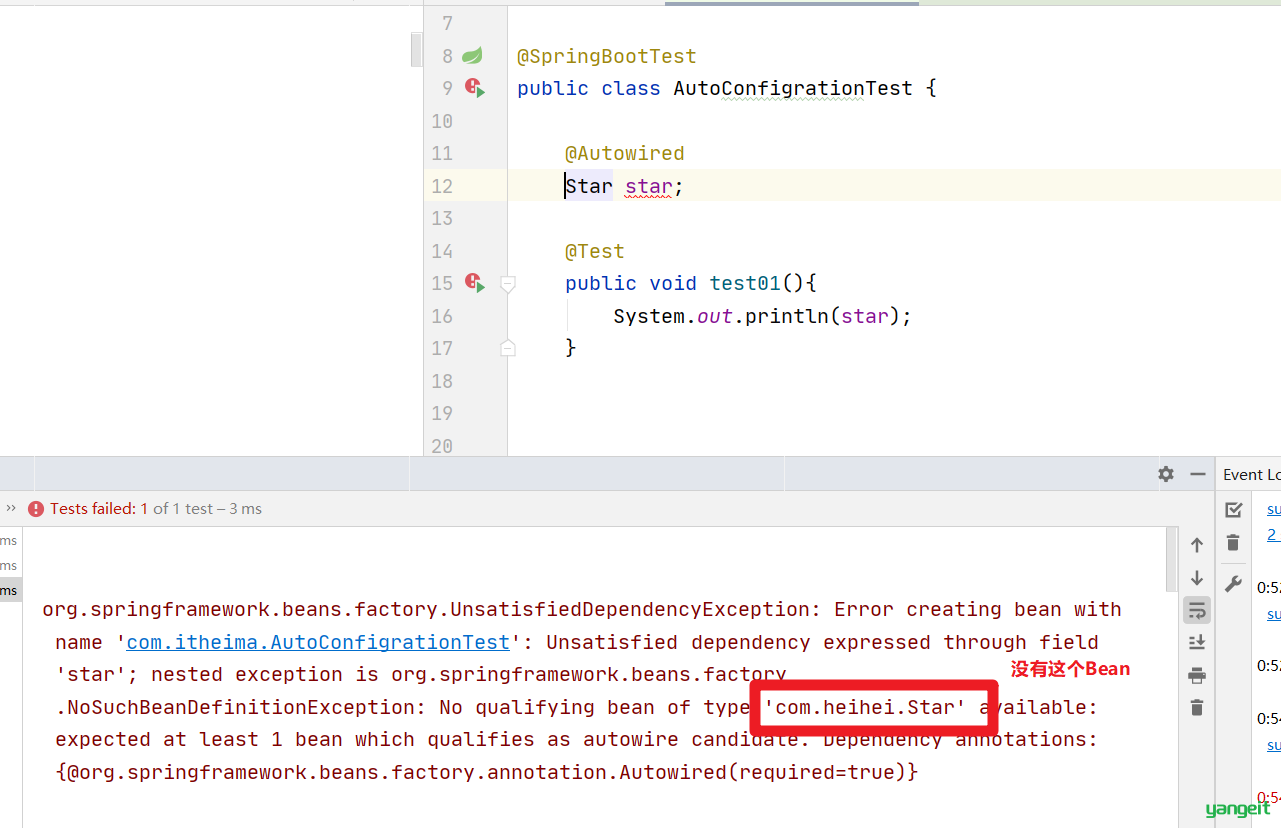 7
8 @SpringBootTest
9 public class AutoConfigrationTest {
10
11 @Autowired
12 Star star;
13
14 @Test
15 public void test01(){
16 System.out.println(star);
17 }
18
19
20
Event Lo
» Tests failed: 1 of 1 test – 3 ms
ms
ms
ms
su
2
0:52
su
0:52
0:54
su
0:54
org.springframework.beans.factory.UnsatisfiedDependencyException: Error creating bean with
name 'com.itheima.AutoConfigrationTest': Unsatisfied dependency expressed through field
'star'; nested exception is org.springframework.beans.factory
没有这个Bean
.NoSuchBeanDefinitionException: No qualifying bean of type 'com.heihei.Star' available:
expected at least 1 bean which qualifies as autowire candidate. Dependency annotations:
{@org.springframework.beans.factory.annotation.Autowired(required=true)}
yangeit